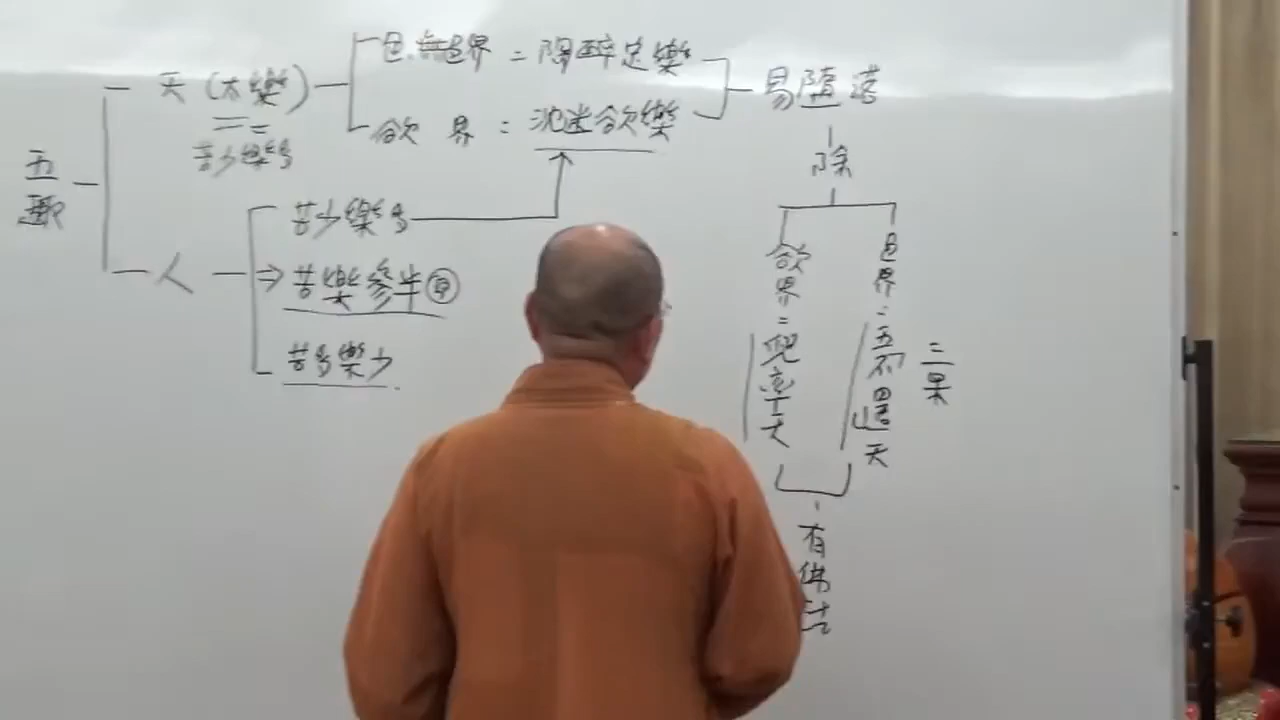 五趣
天(太樂)
苦少樂多
色.無色界=陶醉定樂
欲界=沈迷欲樂
易墮落
除
欲界=兜率天
色界=五不還天
三果
有佛法
人
苦少樂多
苦樂參半
苦多樂少.